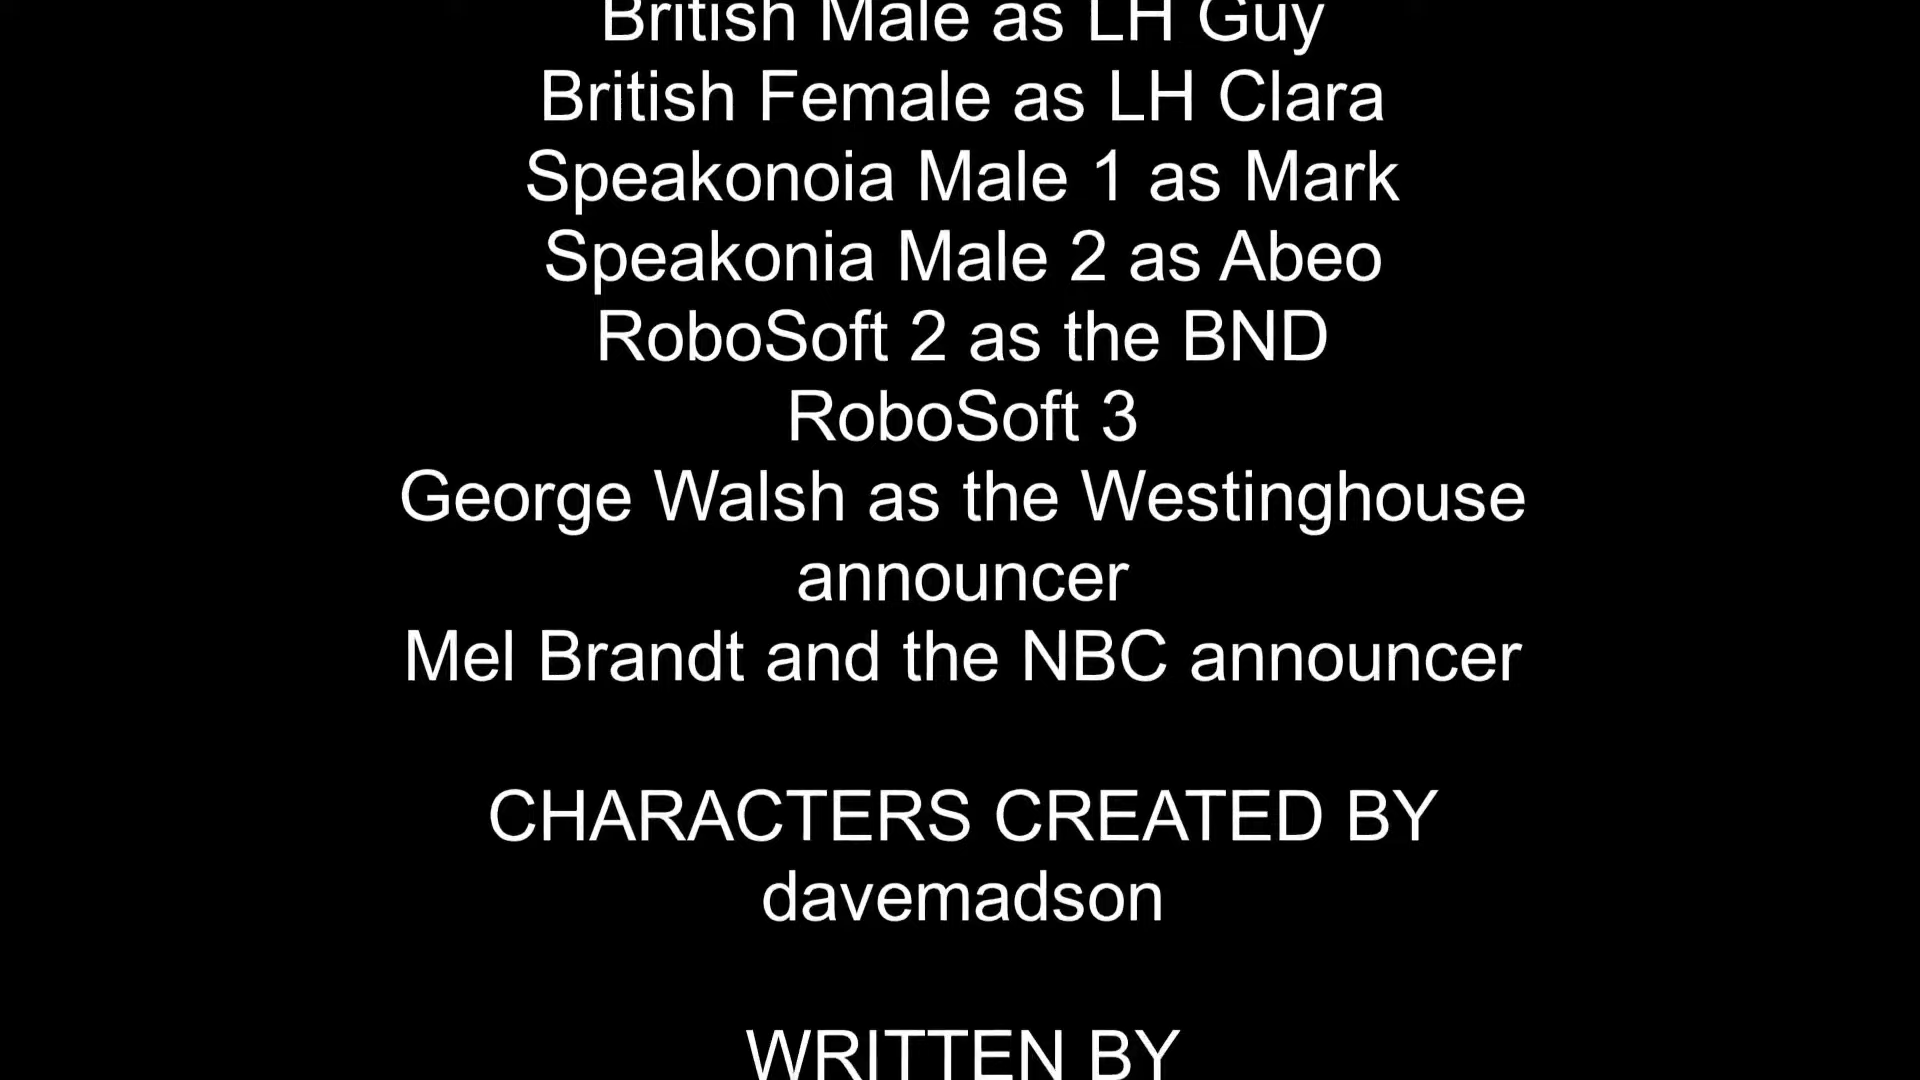 British Male as LH Guy
British Female as LH Clara
Speakonoia Male 1 as Mark
Speakonia Male 2 as Abeo
RoboSoft 2 as the BND
RoboSoft 3
George Walsh as the Westinghouse
announcer
Mel Brandt and the NBC announcer
CHARACTERS CREATED BY
davemadson
WRITTEN BY